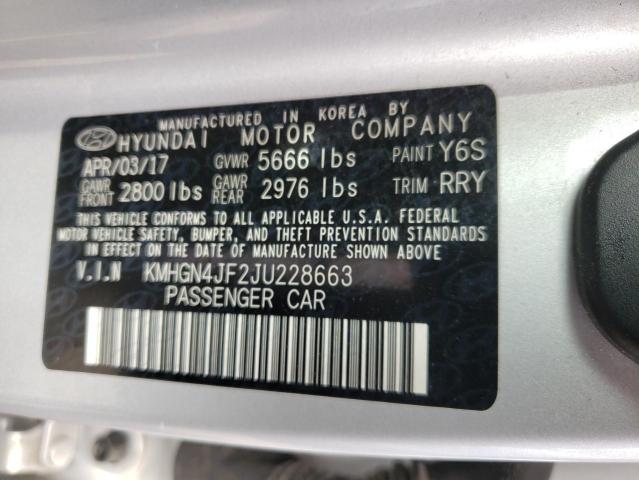 MANUFACTURED IN KOREA BY
HYUNDAI MOTOR COMPANY
APR/03/17 GVWR 5666 lbs PAINT Y6S
GAWR FRONT 2800 lbs GAWR REAR 2976 lbs TRIM RRY
THIS VEHICLE CONFORMS TO ALL APPLICABLE U.S.A. FEDERAL
MOTOR VEHICLE SAFETY, BUMPER, AND THEFT PREVENTION STANDARDS
IN EFFECT ON THE DATE OF MANUFACTURE SHOWN ABOVE.
V.I.N KMHGN4JF2JU228663
PASSENGER CAR